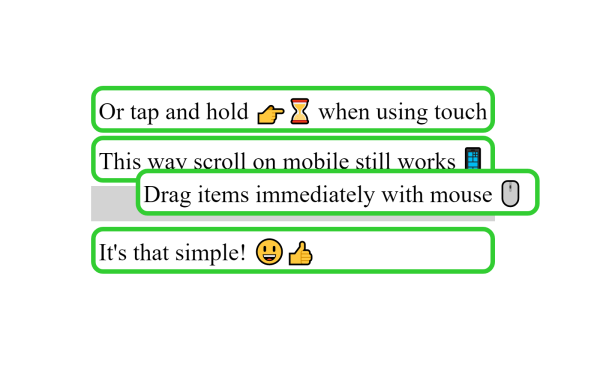 Or tap and hold 👉⏳ when using touch
This way scroll on mobile still works 📱
Drag items immediately with mouse 🖱️
It's that simple! 😃👍